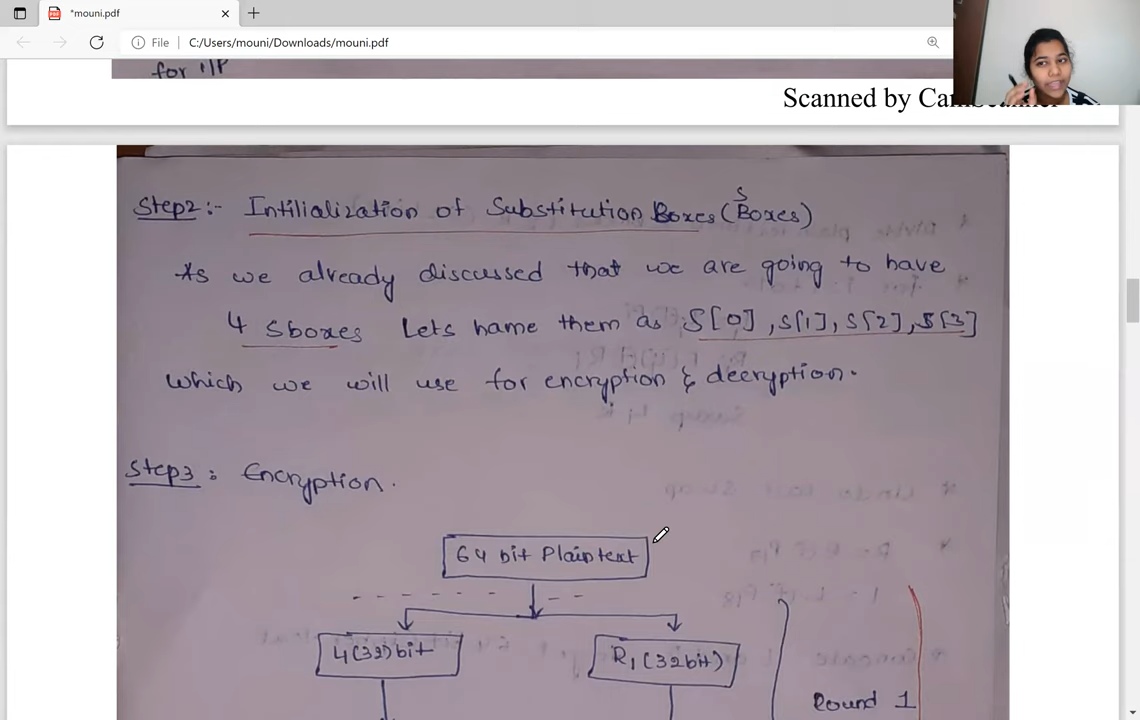 *mouni.pdf
File C:/Users/mouni/Downloads/mouni.pdf
for I/P
Scanned by Cam
Step2:- Intilialization of Substitution Boxes (S Boxes)
As we already discussed that we are going to have
4 Sboxes Lets name them as S[0], S[1], S[2], S[3]
which we will use for encryption & decryption.
Step3: Encryption.
64 bit Plaintext
(32)bit R1 (32bit)
Round 1